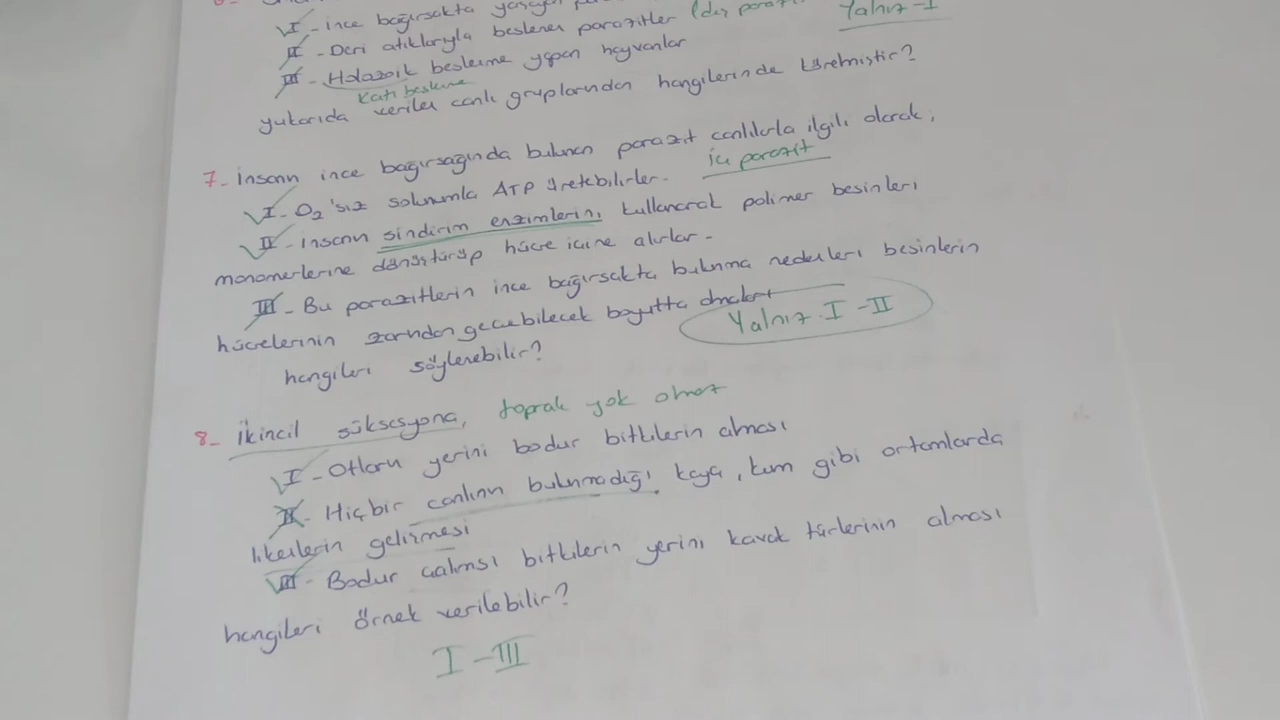 I - ince bağırsakta yaşayan
Yalnız - I
II - Deri atıklarıyla beslenen parazitler (dış parazit
III - Holozoik beslenme yapan hayvanlar
Katı beslenme
yukarıda verilen canlı gruplarından hangilerinde türemiştir?
7- İnsanın ince bağırsağında bulunan parazit canlılarla ilgili olarak;
iç parazit
I - O2'siz solunumla ATP üretebilirler.
II - insanın sindirim enzimlerini kullanarak polimer besinleri
monomerlerine dönüştürüp hücre içine alırlar.
III - Bu parazitlerin ince bağırsakta bulunma nedenleri besinlerin
hücrelerinin zarından geçebilecek boyutta olmaları
Yalnız I - II
hangileri söylenebilir?
8- İkincil süksesyona, toprak yok olmaz
I - Otların yerini bodur bitkilerin alması
II - Hiçbir canlının bulunmadığı kaya, kum gibi ortamlarda
likenlerin gelişmesi
III - Bodur çalımsı bitkilerin yerini kavak türlerinin alması
hangileri örnek verilebilir?
I - III